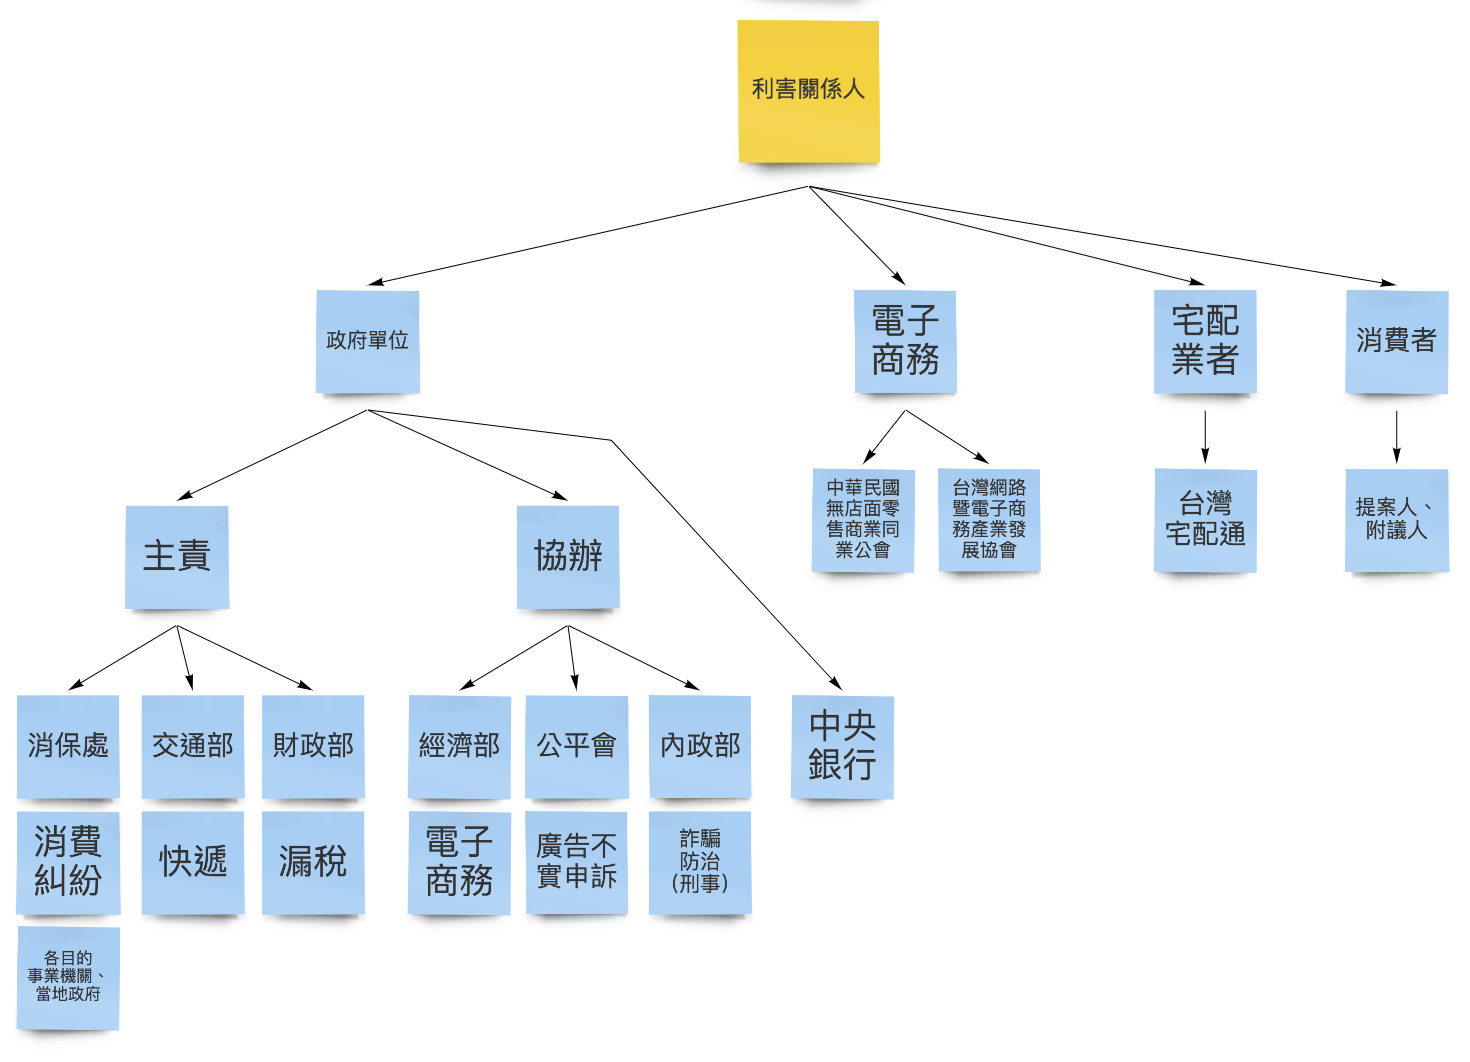 利害關係人
政府單位
電子
商務
宅配
業者
消費者
中華民國
無店面零
售商業同
業公會
台灣網路
暨電子商
務產業發
展協會
台灣
宅配通
提案人、
附議人
主責
協辦
消保處
交通部
財政部
經濟部
公平會
內政部
中央
銀行
消費
糾紛
快遞
漏稅
電子
商務
廣告不
實申訴
詐騙
防治
(刑事)
各目的
事業機關、
當地政府